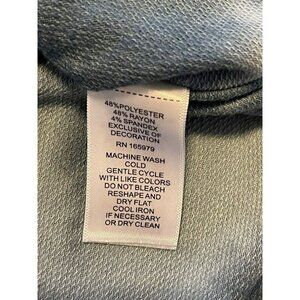 48%POLYESTER
48% RAYON
4% SPANDEX
EXCLUSIVE OF
DECORATION
RN 165979
MACHINE WASH
COLD
GENTLE CYCLE
WITH LIKE COLORS
DO NOT BLEACH
RESHAPE AND
DRY FLAT
COOL IRON
IF NECESSARY
OR DRY CLEAN